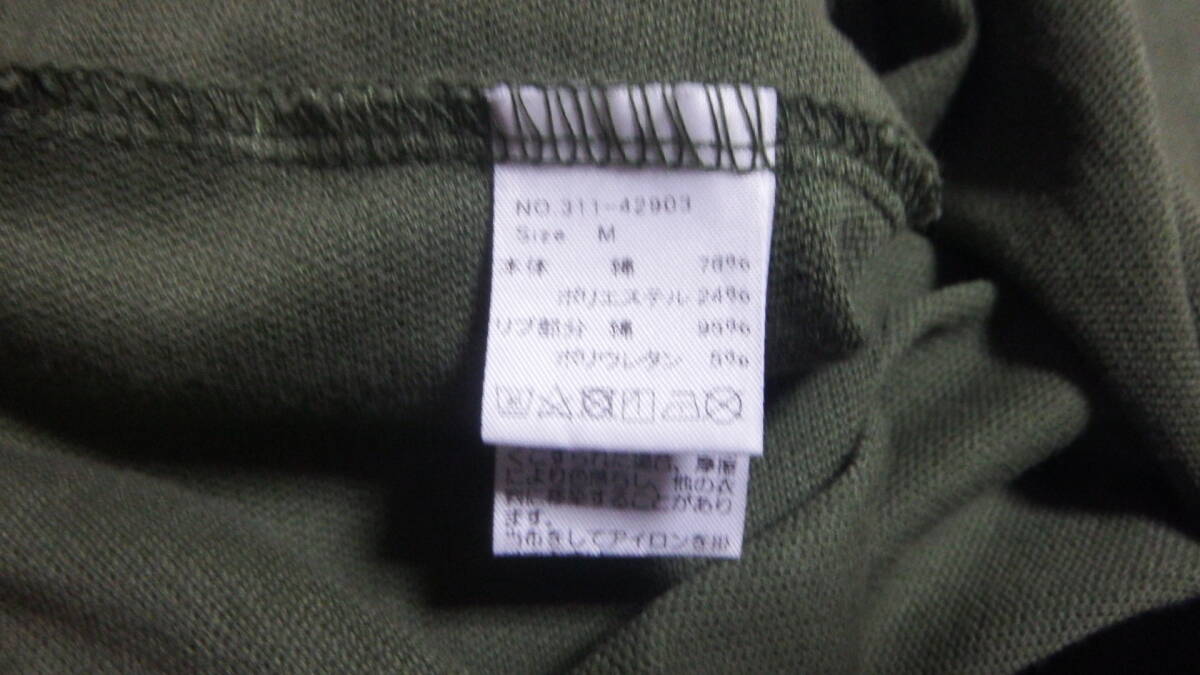 NO.311-42903
Size M
本体 綿 76%
ポリエステル 24%
リブ部分 綿 95%
ポリウレタン 5%
摩擦
により色落ちし、他の衣
料に移染することがあり
ます。
当布をしてアイロンを